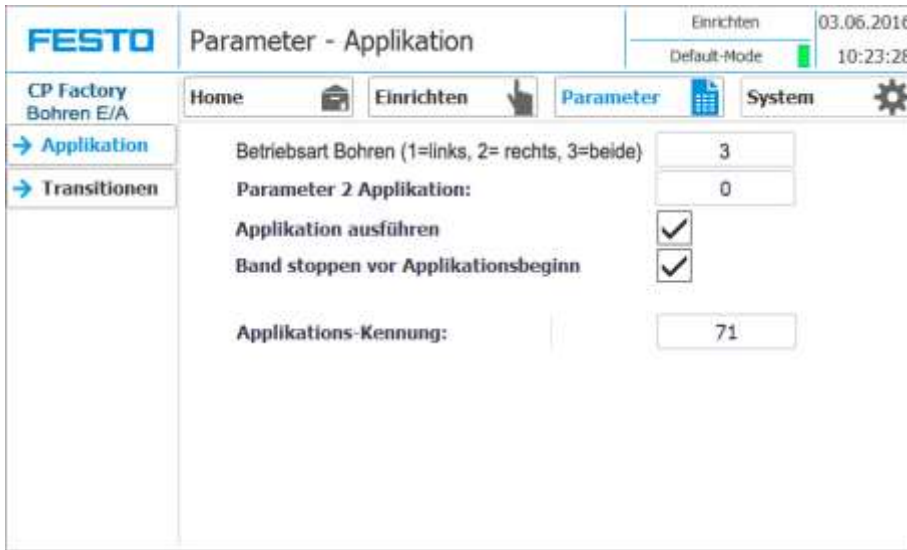 FESTO
Parameter - Applikation
Einrichten
03.06.2016
Default-Mode
10:23:28
CP Factory
Bohren E/A
Home
Einrichten
Parameter
System
Applikation
Transitionen
Betriebsart Bohren (1=links, 2= rechts, 3=beide)
3
Parameter 2 Applikation:
0
Applikation ausführen
Band stoppen vor Applikationsbeginn
Applikations-Kennung:
71